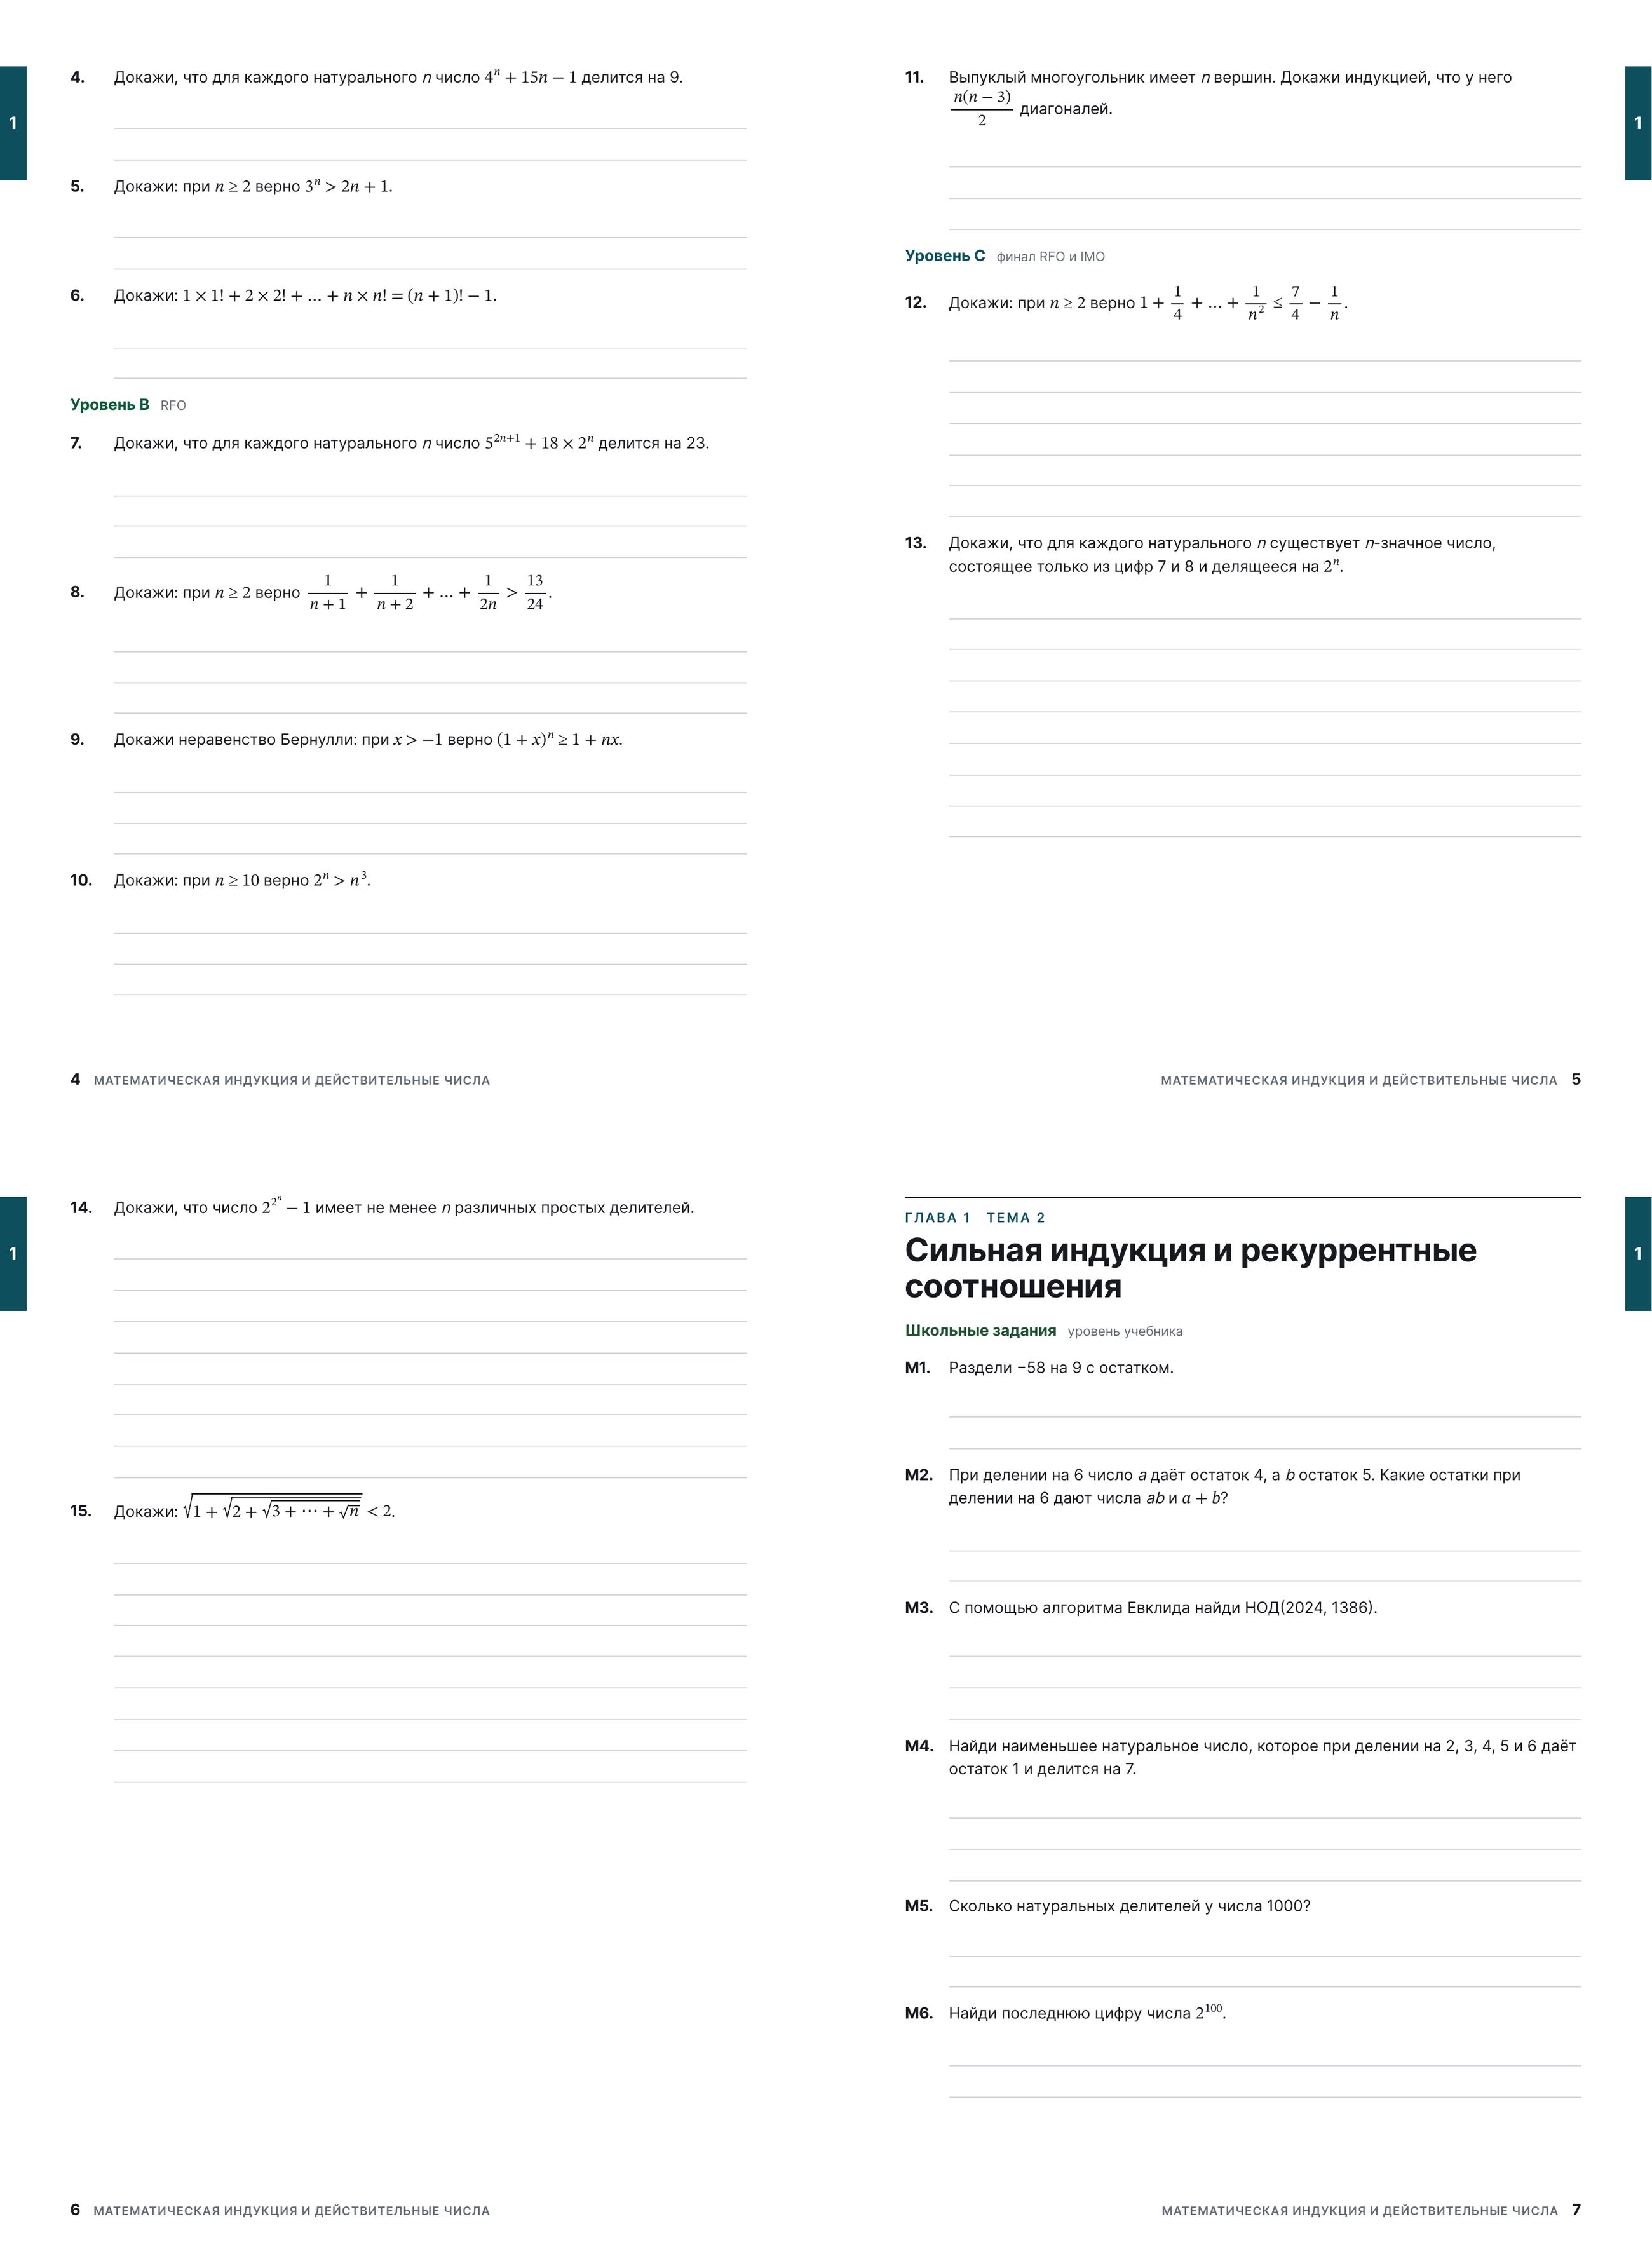 1
4. Докажи, что для каждого натурального n число 4ⁿ + 15n − 1 делится на 9.
5. Докажи: при n ≥ 2 верно 3ⁿ > 2n + 1.
6. Докажи: 1 × 1! + 2 × 2! + … + n × n! = (n + 1)! − 1.
Уровень B RFO
7. Докажи, что для каждого натурального n число 5²ⁿ⁺¹ + 18 × 2ⁿ делится на 23.
8. Докажи: при n ≥ 2 верно 1/(n + 1) + 1/(n + 2) + … + 1/(2n) > 13/24.
9. Докажи неравенство Бернулли: при x > −1 верно (1 + x)ⁿ ≥ 1 + nx.
10. Докажи: при n ≥ 10 верно 2ⁿ > n³.
4 МАТЕМАТИЧЕСКАЯ ИНДУКЦИЯ И ДЕЙСТВИТЕЛЬНЫЕ ЧИСЛА
1
11. Выпуклый многоугольник имеет n вершин. Докажи индукцией, что у него
n(n − 3)/2 диагоналей.
Уровень C финал RFO и IMO
12. Докажи: при n ≥ 2 верно 1 + 1/4 + … + 1/n² ≤ 7/4 − 1/n.
13. Докажи, что для каждого натурального n существует n-значное число,
состоящее только из цифр 7 и 8 и делящееся на 2ⁿ.
МАТЕМАТИЧЕСКАЯ ИНДУКЦИЯ И ДЕЙСТВИТЕЛЬНЫЕ ЧИСЛА 5
1
14. Докажи, что число 2^(2^n) − 1 имеет не менее n различных простых делителей.
15. Докажи: √(1 + √(2 + √(3 + ⋯ + √n))) < 2.
6 МАТЕМАТИЧЕСКАЯ ИНДУКЦИЯ И ДЕЙСТВИТЕЛЬНЫЕ ЧИСЛА
1
ГЛАВА 1 ТЕМА 2
Сильная индукция и рекуррентные
соотношения
Школьные задания уровень учебника
М1. Раздели −58 на 9 с остатком.
М2. При делении на 6 число a даёт остаток 4, а b остаток 5. Какие остатки при
делении на 6 дают числа ab и a + b?
М3. С помощью алгоритма Евклида найди НОД(2024, 1386).
М4. Найди наименьшее натуральное число, которое при делении на 2, 3, 4, 5 и 6 даёт
остаток 1 и делится на 7.
М5. Сколько натуральных делителей у числа 1000?
М6. Найди последнюю цифру числа 2¹⁰⁰.
МАТЕМАТИЧЕСКАЯ ИНДУКЦИЯ И ДЕЙСТВИТЕЛЬНЫЕ ЧИСЛА 7